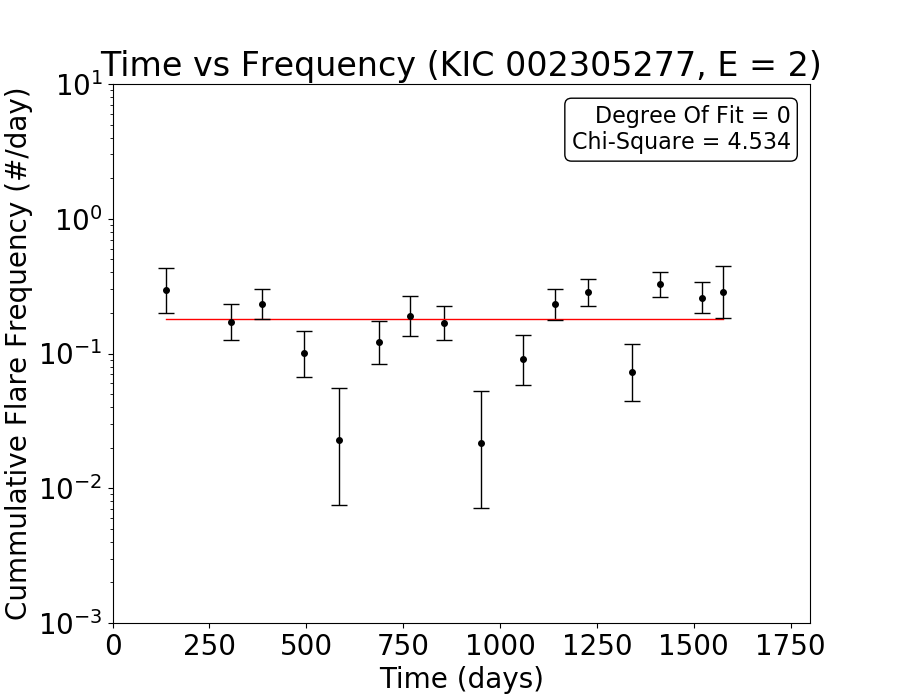 Time vs Frequency (KIC 002305277, E = 2)
Degree Of Fit = 0
Chi-Square = 4.534
Cummulative Flare Frequency (#/day)
10¹
10⁰
10⁻¹
10⁻²
10⁻³
0 250 500 750 1000 1250 1500 1750
Time (days)